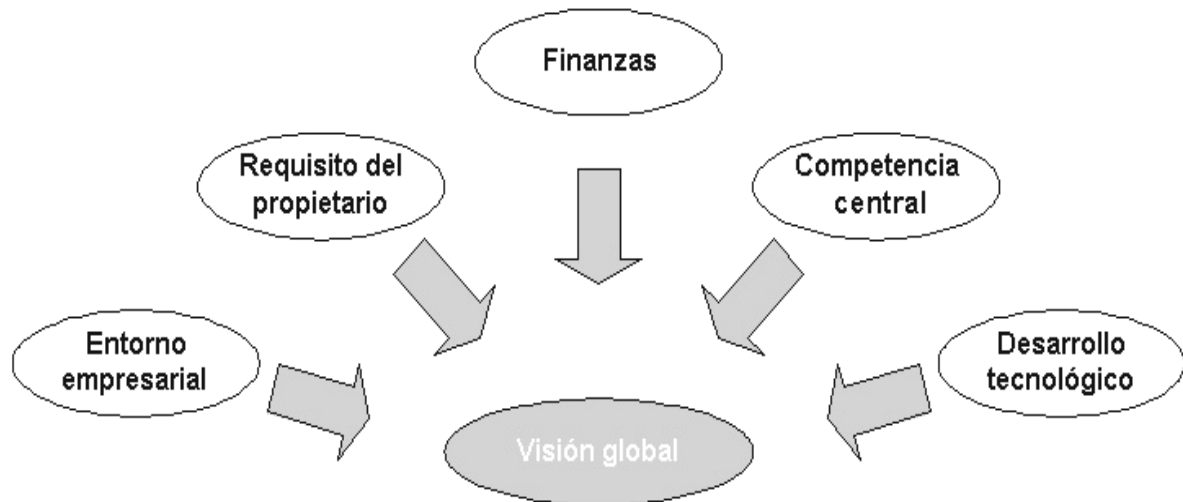 Finanzas
Requisito del
propietario
Competencia
central
Entorno
empresarial
Desarrollo
tecnológico
Visión global